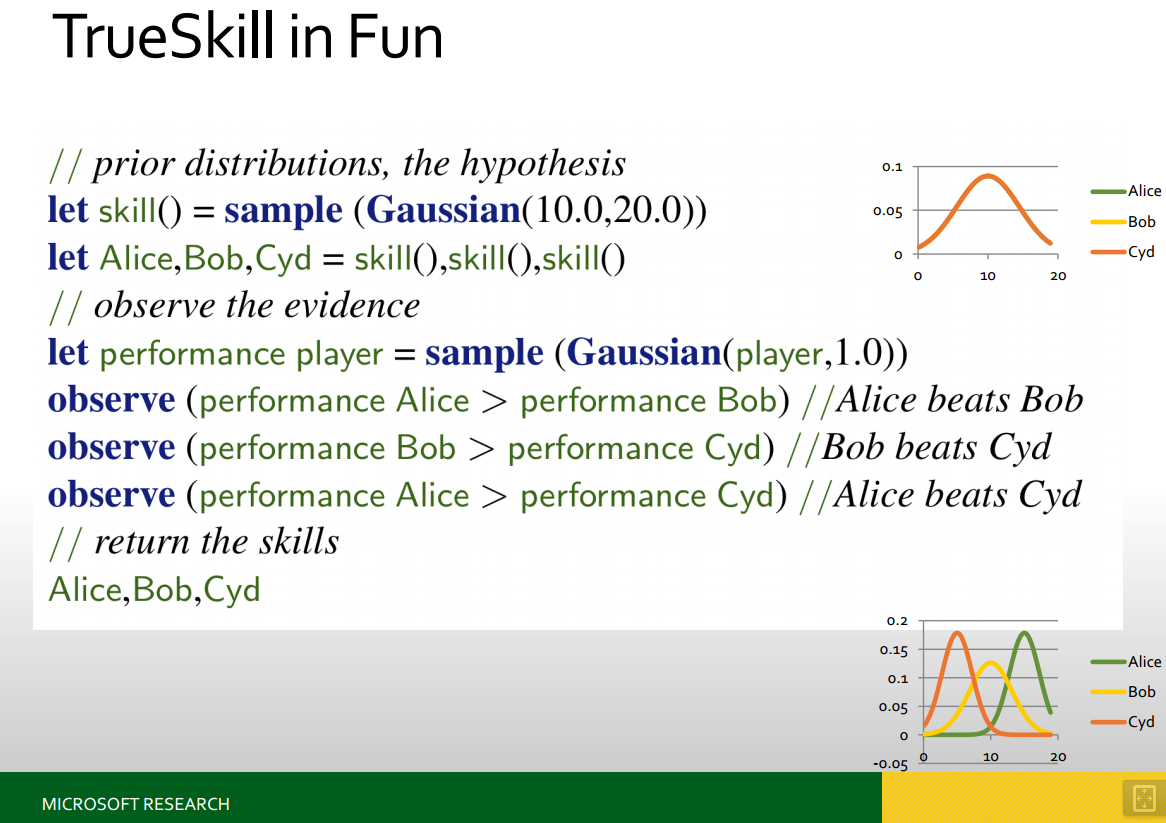 TrueSkill in Fun
// prior distributions, the hypothesis
let skill() = sample (Gaussian(10.0,20.0))
let Alice,Bob,Cyd = skill(),skill(),skill()
// observe the evidence
let performance player = sample (Gaussian(player,1.0))
observe (performance Alice > performance Bob) //Alice beats Bob
observe (performance Bob > performance Cyd) //Bob beats Cyd
observe (performance Alice > performance Cyd) //Alice beats Cyd
// return the skills
Alice,Bob,Cyd
0.1
0.05
0
0 10 20
Alice
Bob
Cyd
0.2
0.15
0.1
0.05
0
-0.05
0 10 20
Alice
Bob
Cyd
MICROSOFT RESEARCH